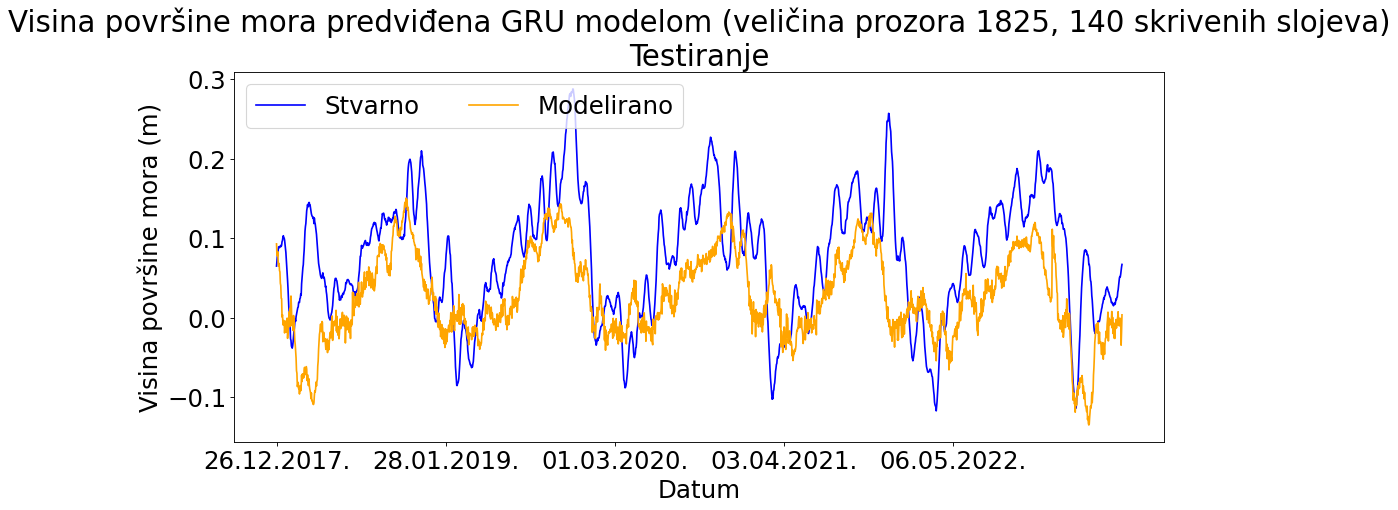 Visina površine mora predviđena GRU modelom (veličina prozora 1825, 140 skrivenih slojeva)
Testiranje
Stvarno
Modelirano
Visina površine mora (m)
0.3
0.2
0.1
0.0
−0.1
26.12.2017.
28.01.2019.
01.03.2020.
03.04.2021.
06.05.2022.
Datum